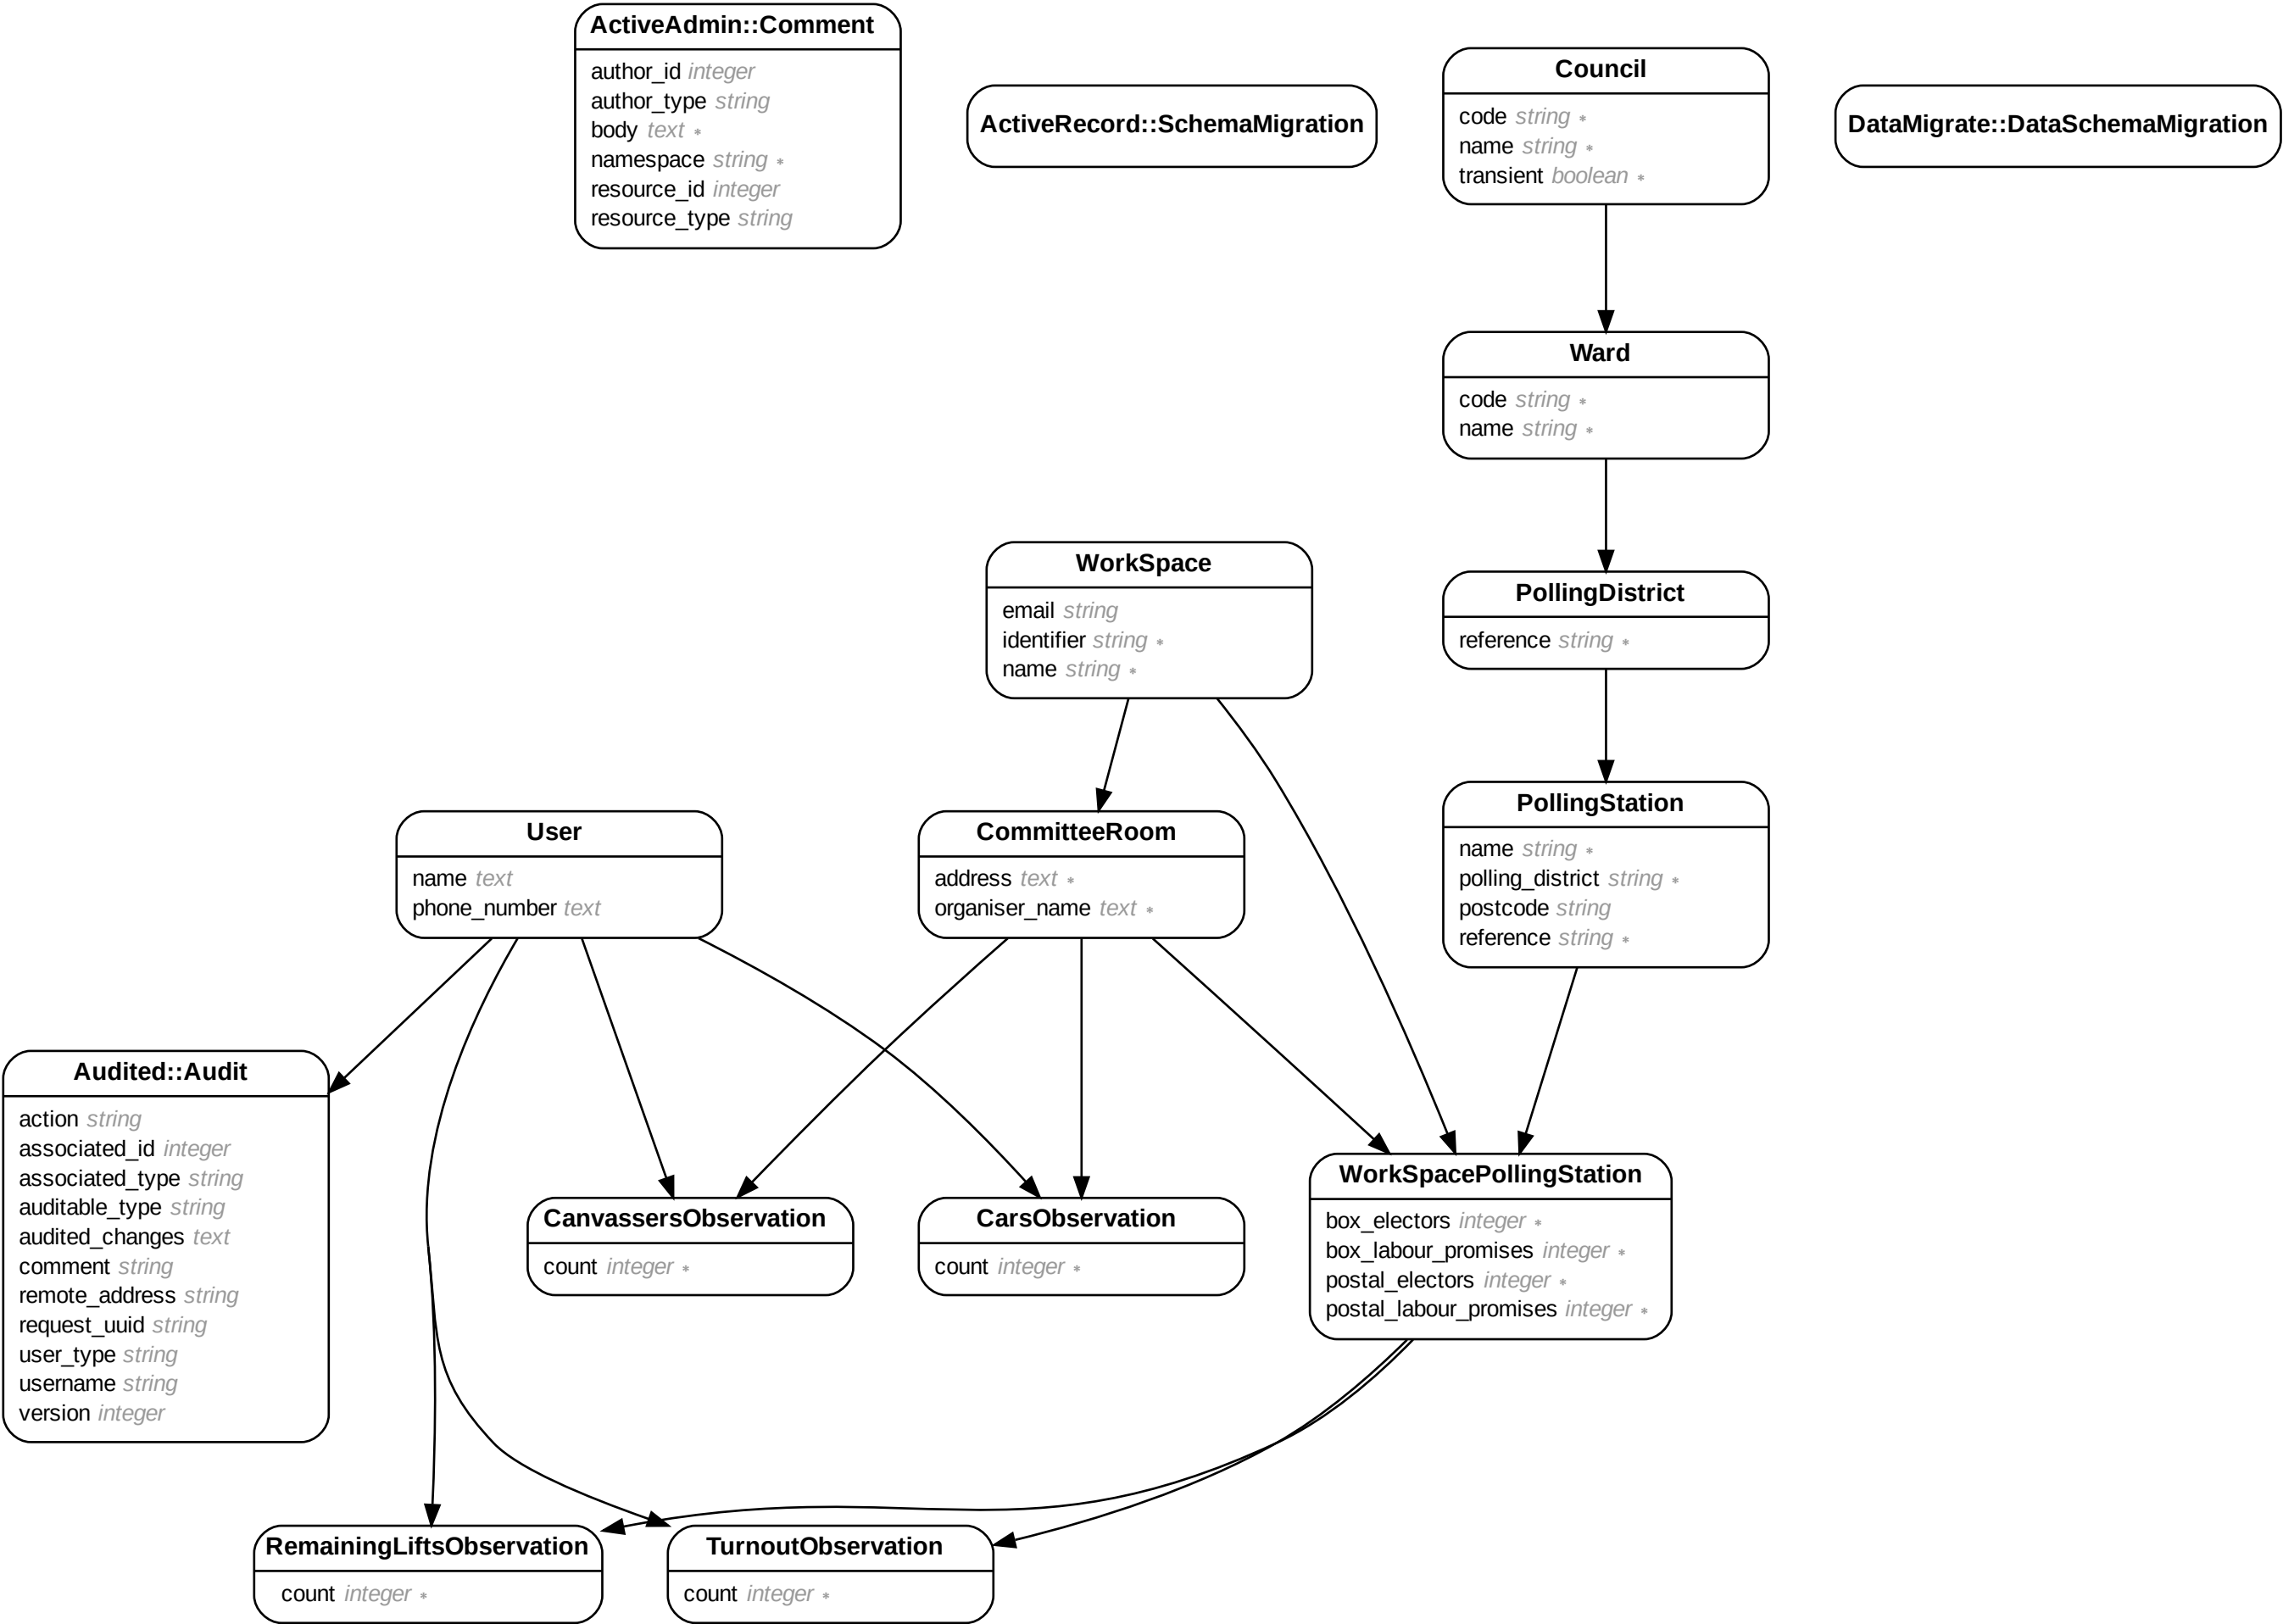 ActiveAdmin::Comment
author_id integer
author_type string
body text *
namespace string *
resource_id integer
resource_type string
ActiveRecord::SchemaMigration
Council
code string *
name string *
transient boolean *
DataMigrate::DataSchemaMigration
Ward
code string *
name string *
WorkSpace
email string
identifier string *
name string *
PollingDistrict
reference string *
User
name text
phone_number text
CommitteeRoom
address text *
organiser_name text *
PollingStation
name string *
polling_district string *
postcode string
reference string *
Audited::Audit
action string
associated_id integer
associated_type string
auditable_type string
audited_changes text
comment string
remote_address string
request_uuid string
user_type string
username string
version integer
CanvassersObservation
count integer *
CarsObservation
count integer *
WorkSpacePollingStation
box_electors integer *
box_labour_promises integer *
postal_electors integer *
postal_labour_promises integer *
RemainingLiftsObservation
count integer *
TurnoutObservation
count integer *